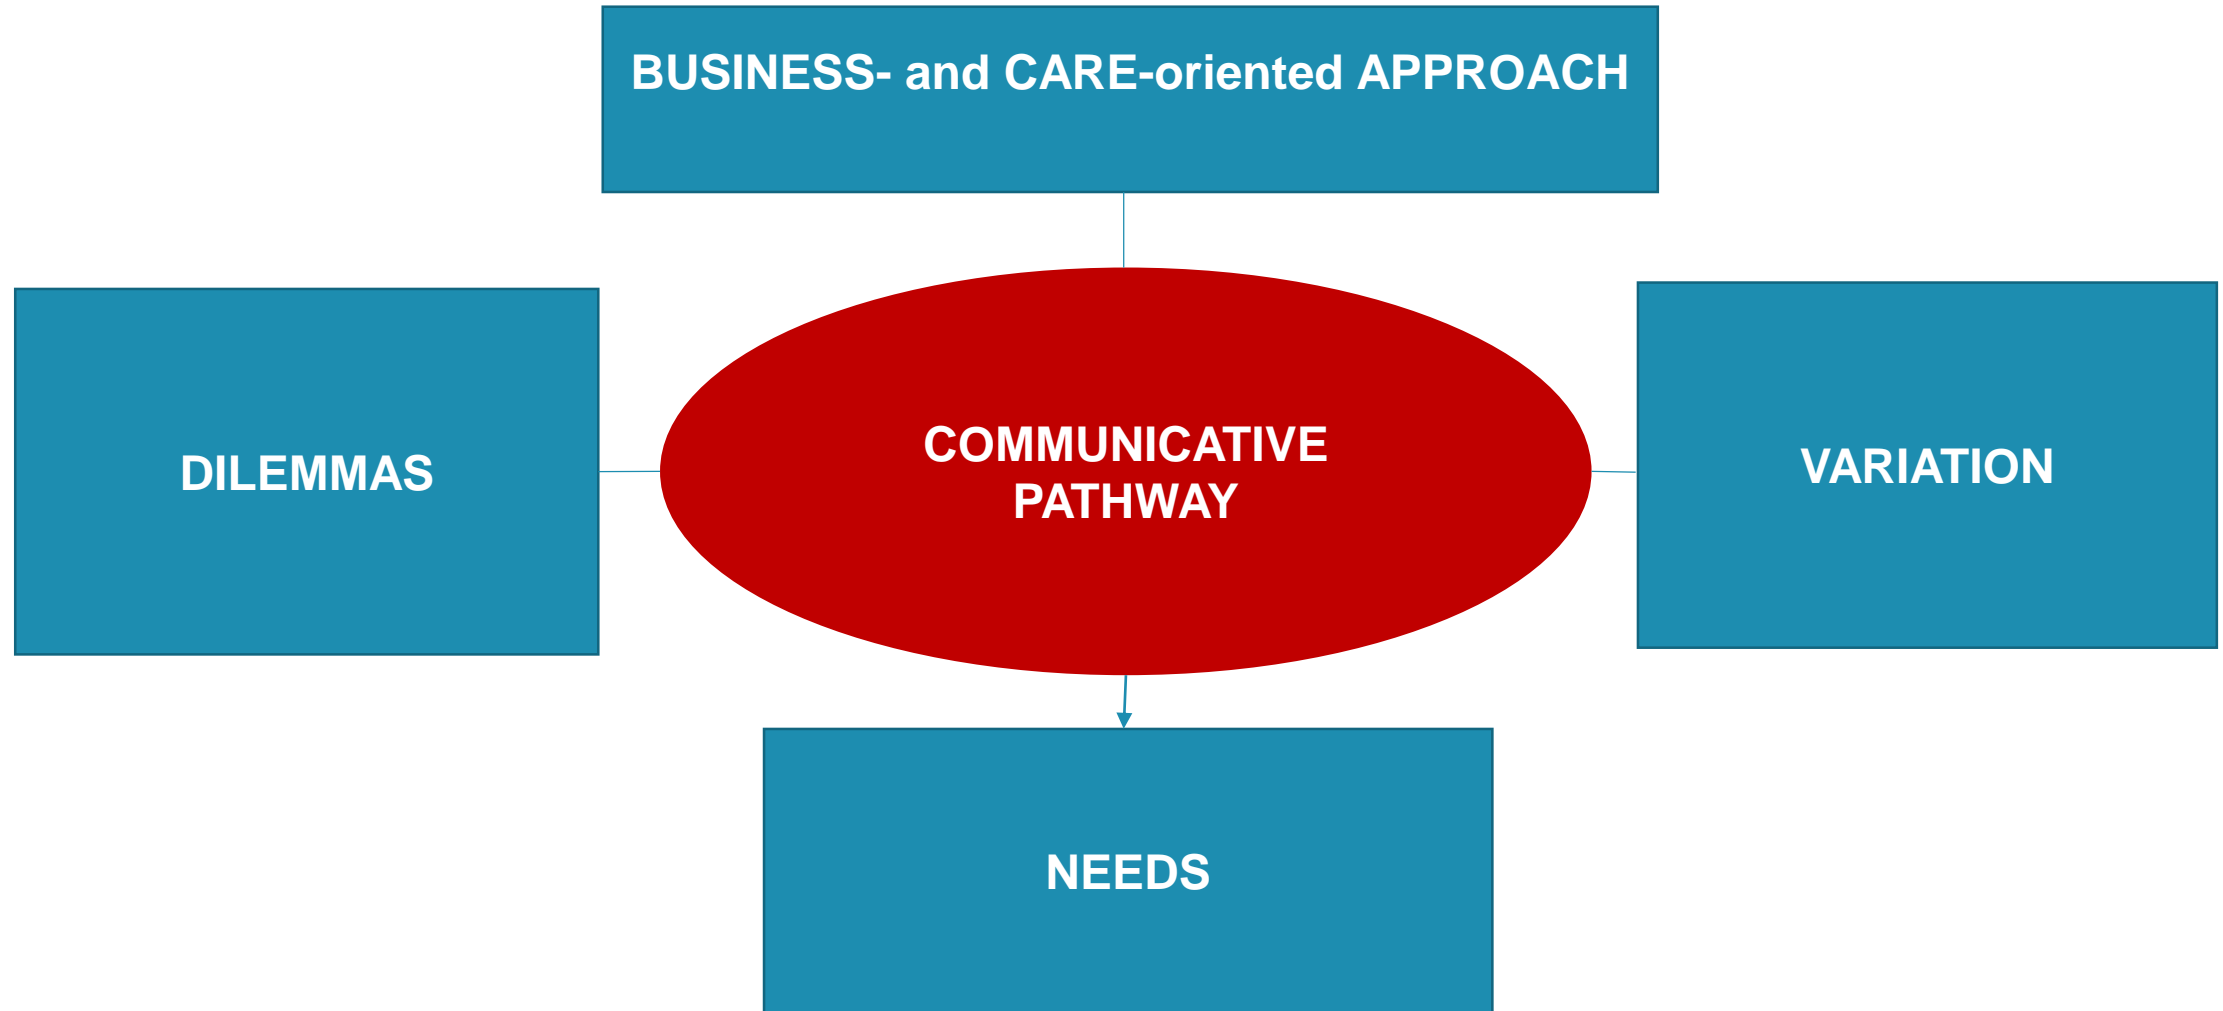 BUSINESS- and CARE-oriented APPROACH
DILEMMAS
COMMUNICATIVE
PATHWAY
VARIATION
NEEDS